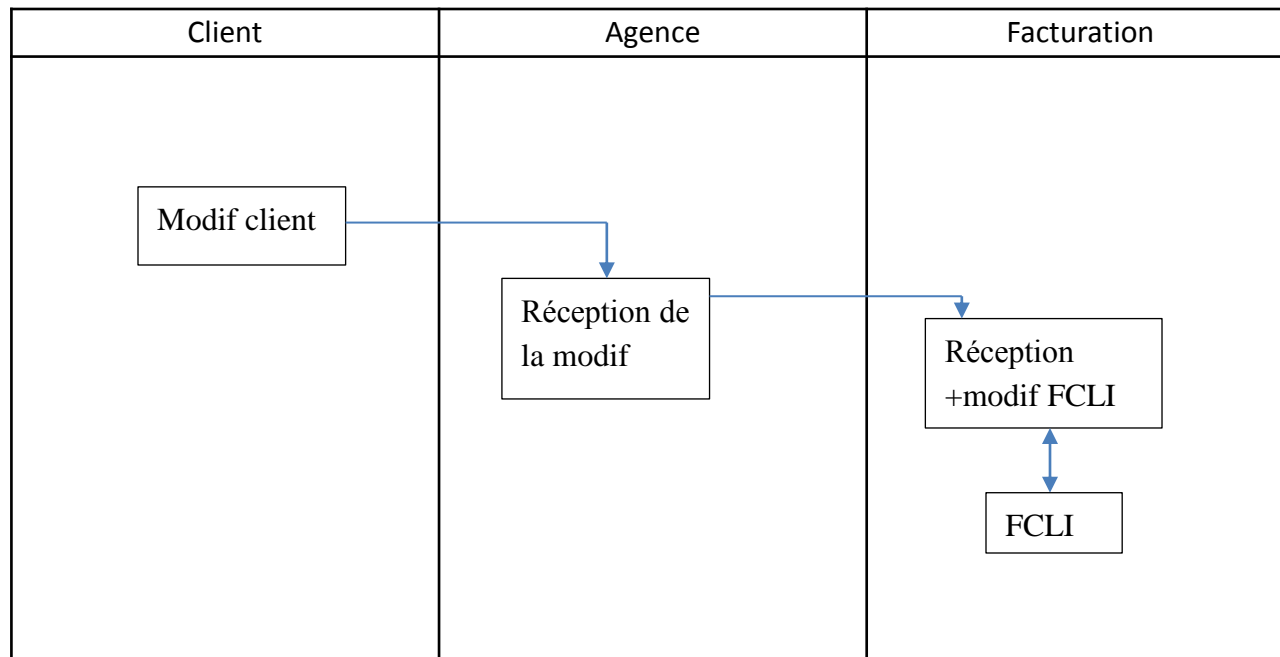 Client
Agence
Facturation
Modif client
Réception de
la modif
Réception
+modif FCLI
FCLI